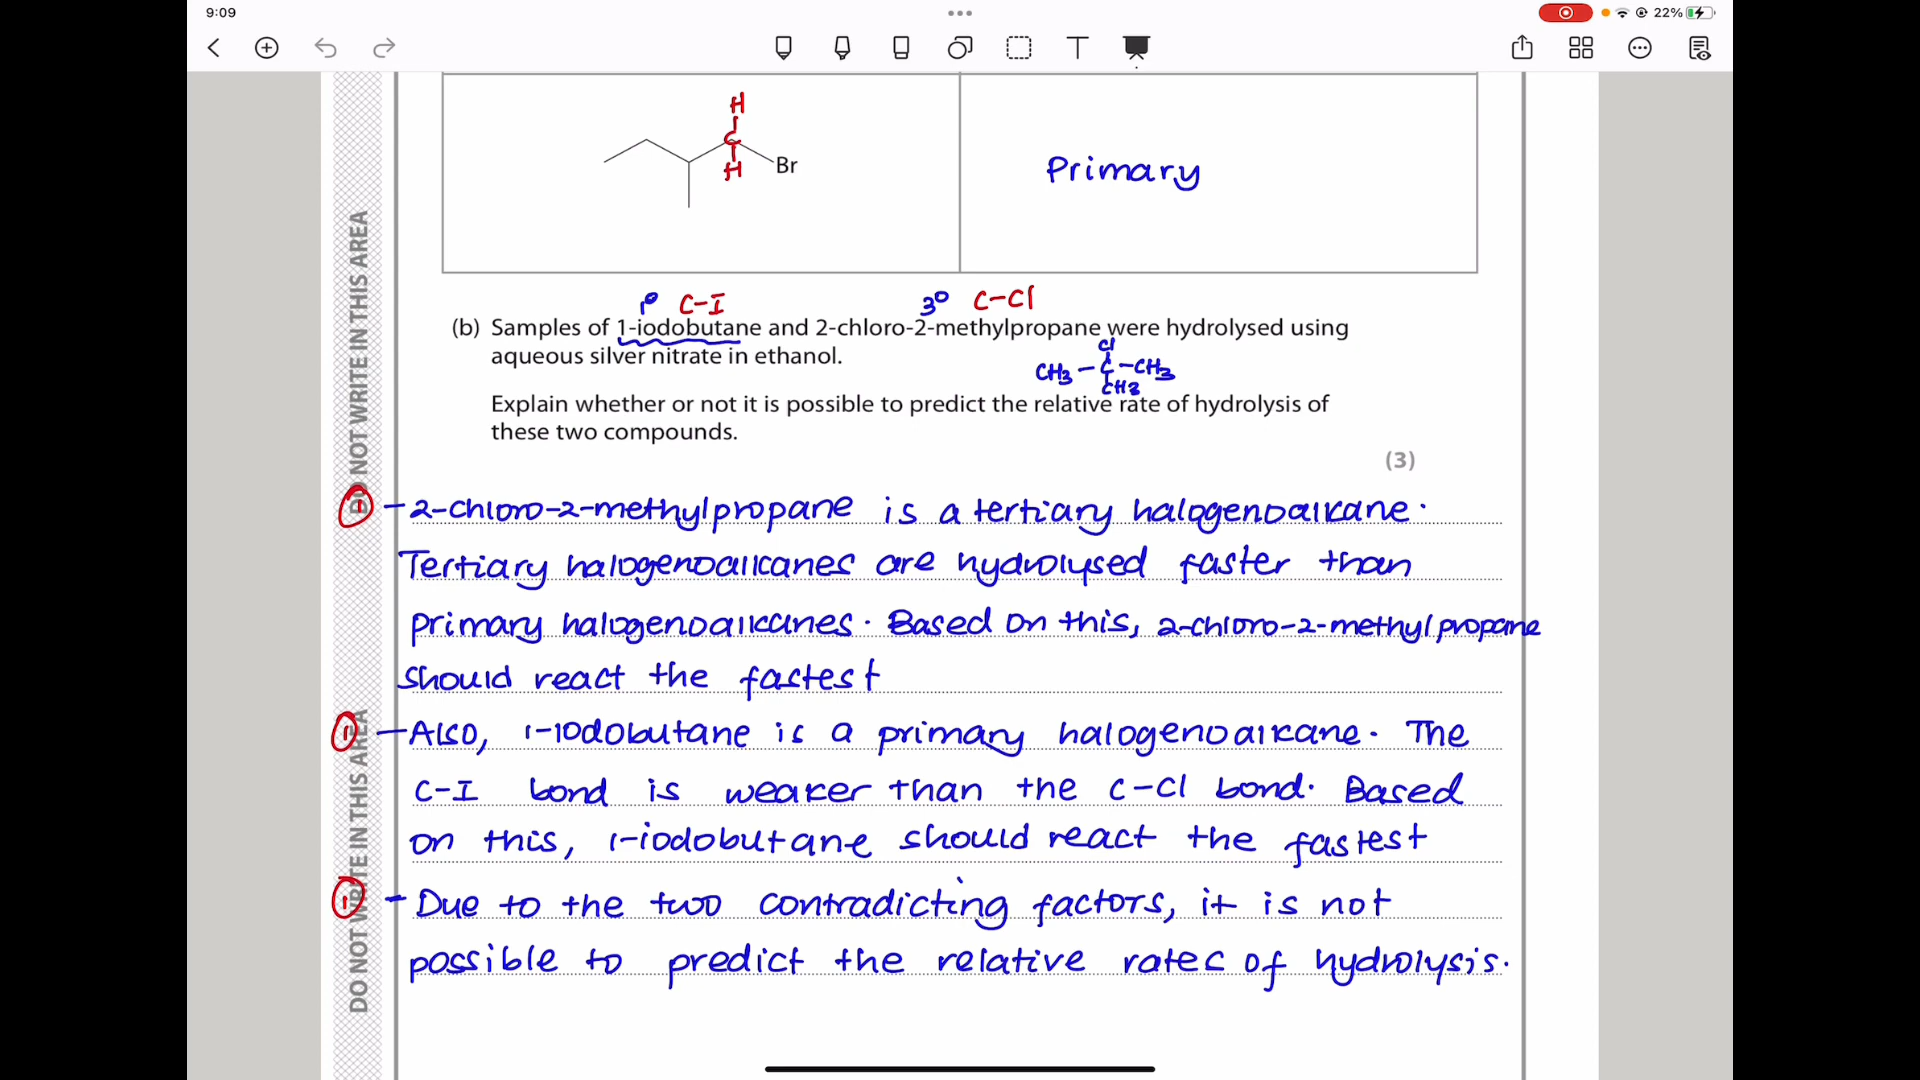 9:09
22%
H
C
H
Br
Primary
1° C-I 3° C-Cl
(b) Samples of 1-iodobutane and 2-chloro-2-methylpropane were hydrolysed using
aqueous silver nitrate in ethanol.
Cl
CH3 - C - CH3
CH3
Explain whether or not it is possible to predict the relative rate of hydrolysis of
these two compounds.
(3)
1 - 2-chloro-2-methylpropane is a tertiary halogenoalkane.
Tertiary halogenoalkanes are hydrolysed faster than
primary halogenoalkanes. Based on this, 2-chloro-2-methylpropane
should react the fastest
1 - Also, 1-iodobutane is a primary halogenoalkane. The
C-I bond is weaker than the C-Cl bond. Based
on this, 1-iodobutane should react the fastest
1 - Due to the two contradicting factors, it is not
possible to predict the relative rates of hydrolysis.
DO NOT WRITE IN THIS AREA
DO NOT WRITE IN THIS AREA